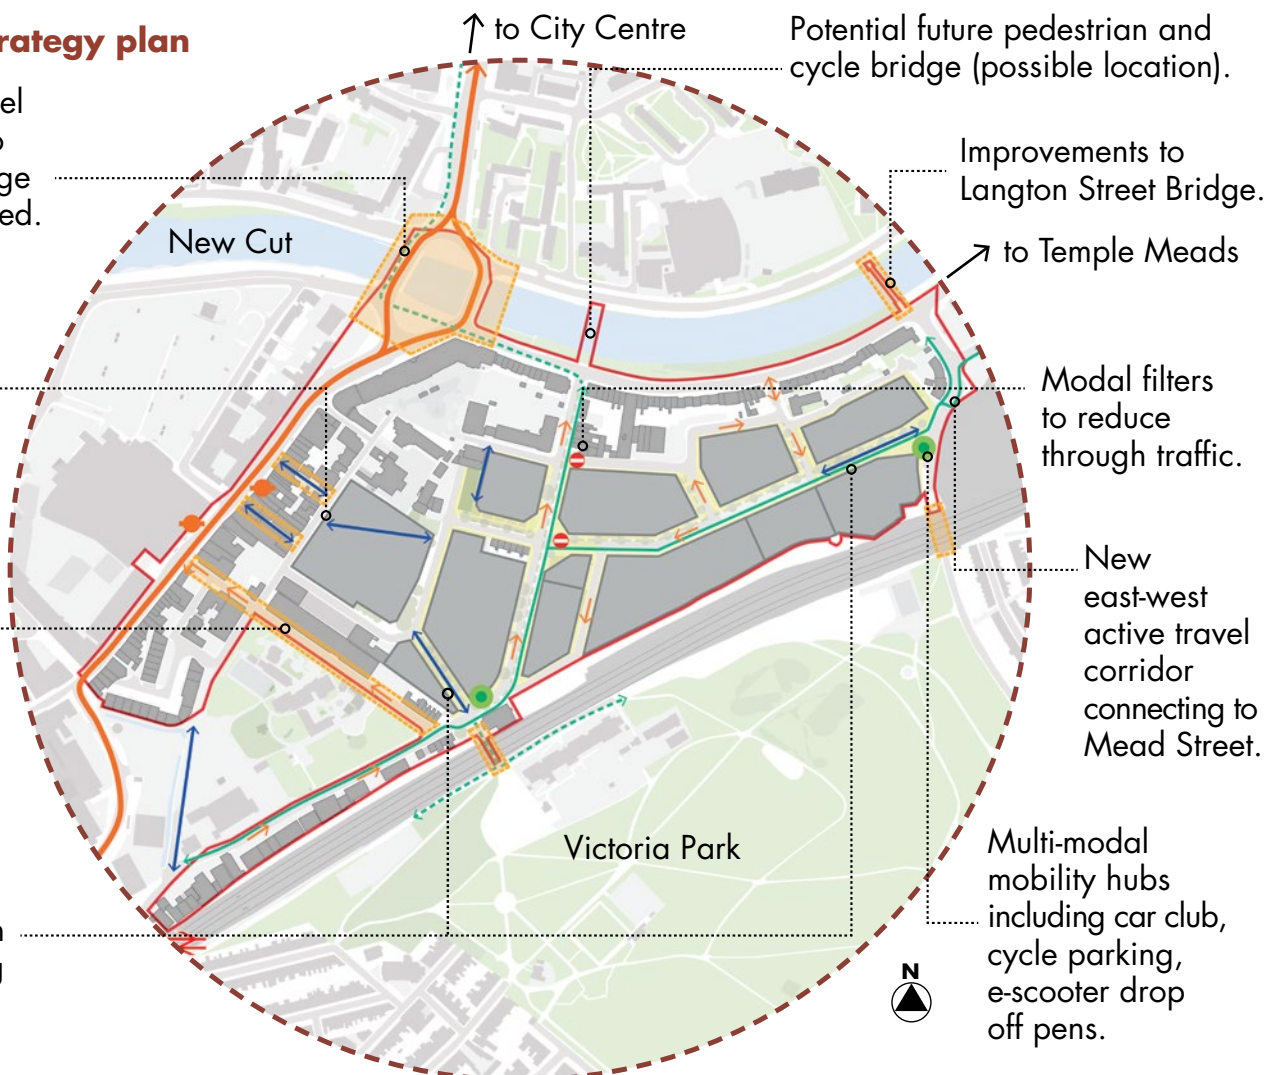 rategy plan
to City Centre
Potential future pedestrian and
cycle bridge (possible location).
el
ge
ed.
Improvements to
Langton Street Bridge.
New Cut
to Temple Meads
Modal filters
to reduce
through traffic.
New
east-west
active travel
corridor
connecting to
Mead Street.
Victoria Park
Multi-modal
mobility hubs
including car club,
cycle parking,
e-scooter drop
off pens.
N